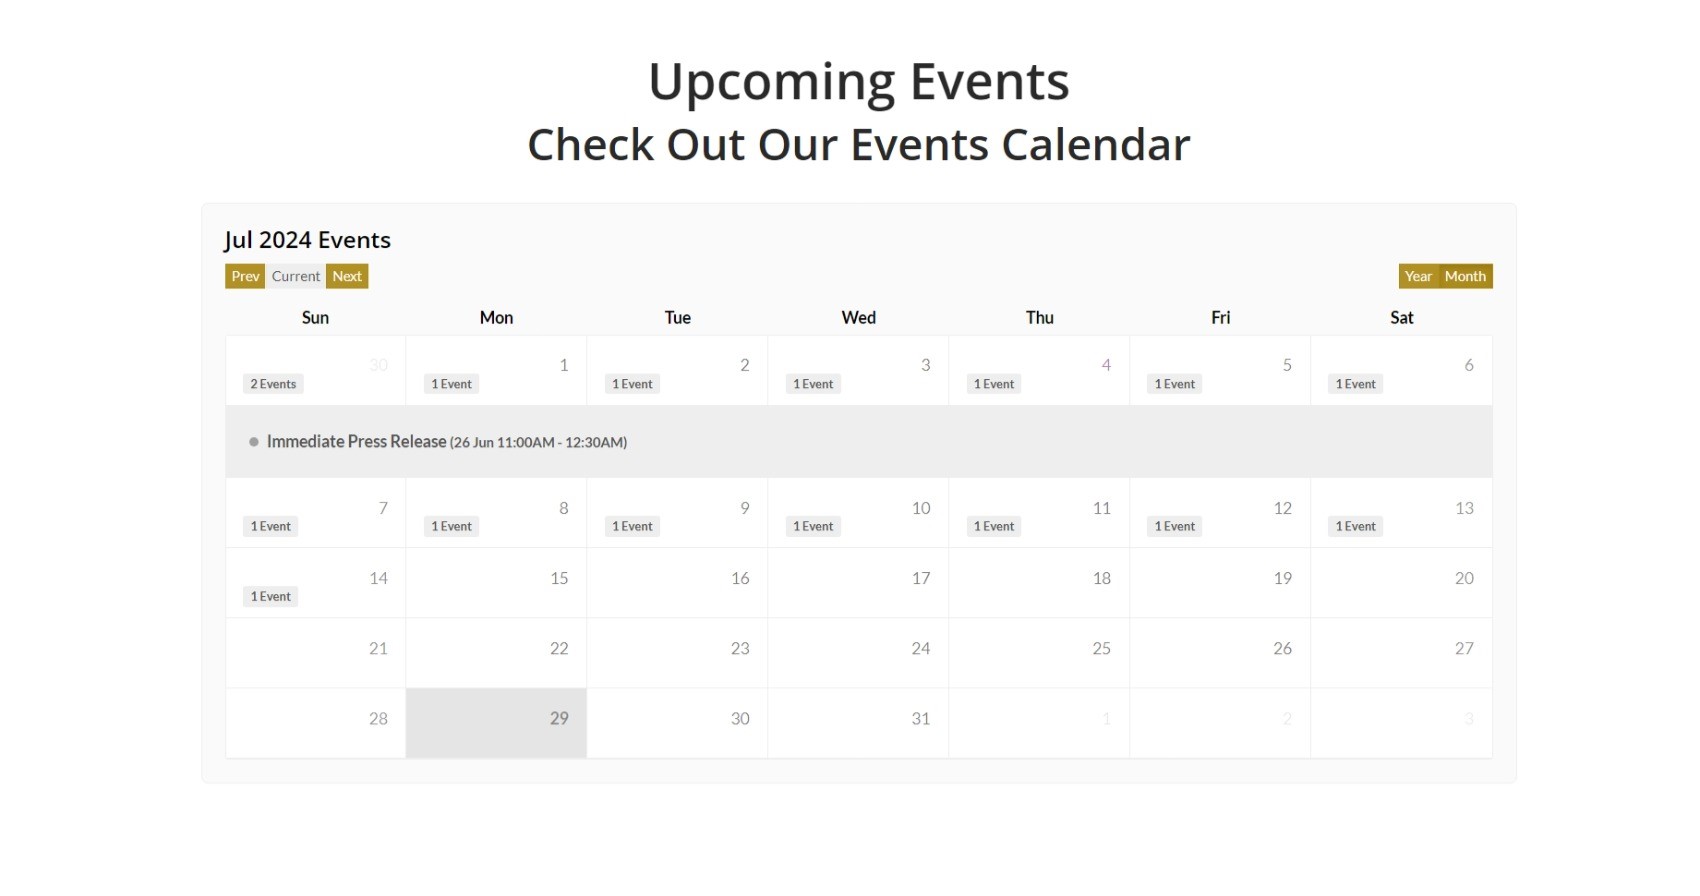 Upcoming Events
Check Out Our Events Calendar
Jul 2024 Events
Prev Current Next Year Month
Sun Mon Tue Wed Thu Fri Sat
30 1 2 3 4 5 6
2 Events 1 Event 1 Event 1 Event 1 Event 1 Event 1 Event
Immediate Press Release (26 Jun 11:00AM - 12:30AM)
7 8 9 10 11 12 13
1 Event 1 Event 1 Event 1 Event 1 Event 1 Event 1 Event
14 15 16 17 18 19 20
1 Event
21 22 23 24 25 26 27
28 29 30 31 1 2 3